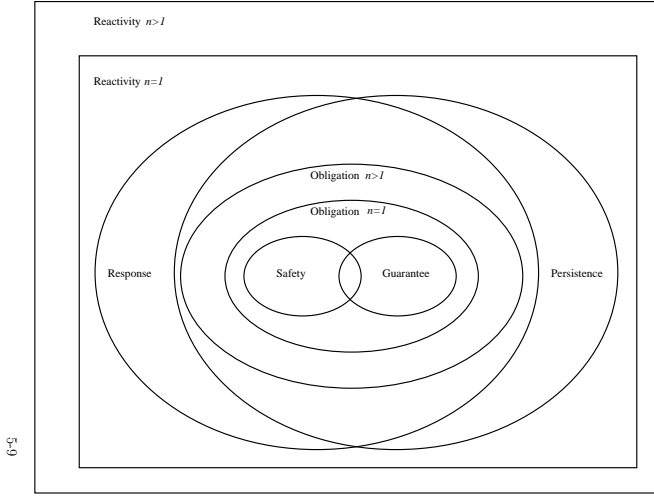 Reactivity n>1
Reactivity n=1
Obligation n>1
Obligation n=1
Response
Safety
Guarantee
Persistence
5-9